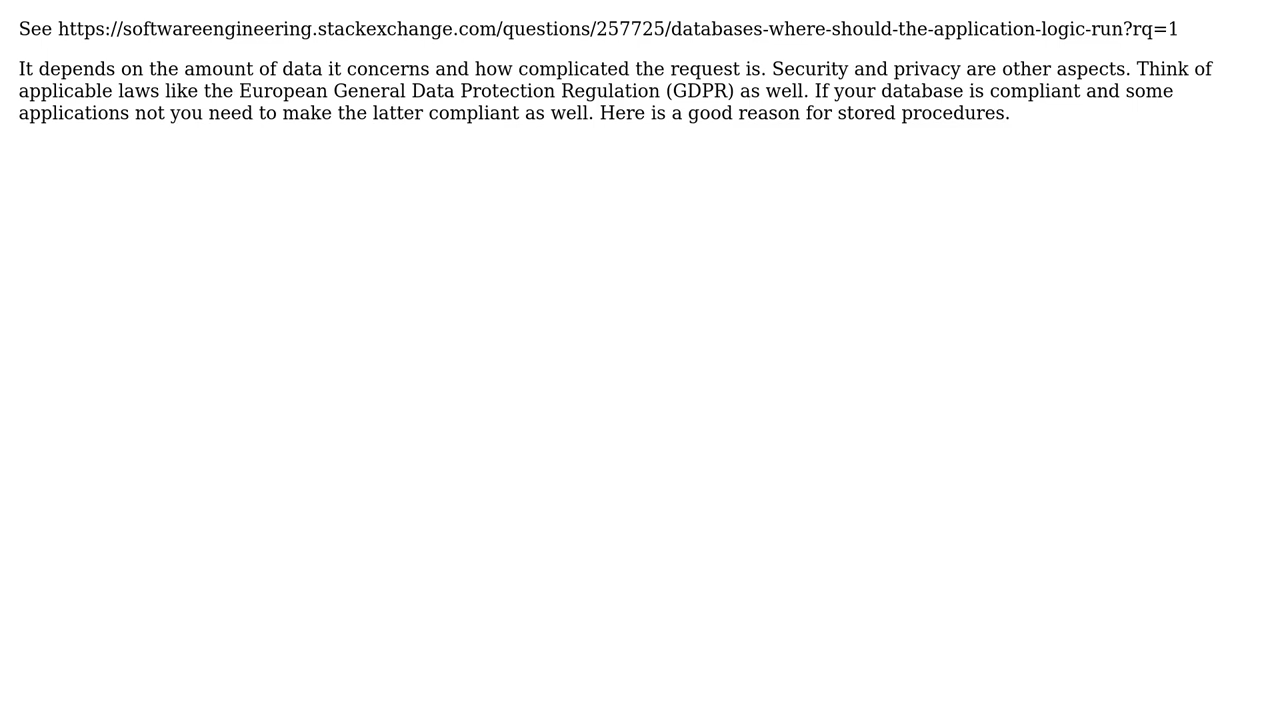 See https://softwareengineering.stackexchange.com/questions/257725/databases-where-should-the-application-logic-run?rq=1
It depends on the amount of data it concerns and how complicated the request is. Security and privacy are other aspects. Think of
applicable laws like the European General Data Protection Regulation (GDPR) as well. If your database is compliant and some
applications not you need to make the latter compliant as well. Here is a good reason for stored procedures.